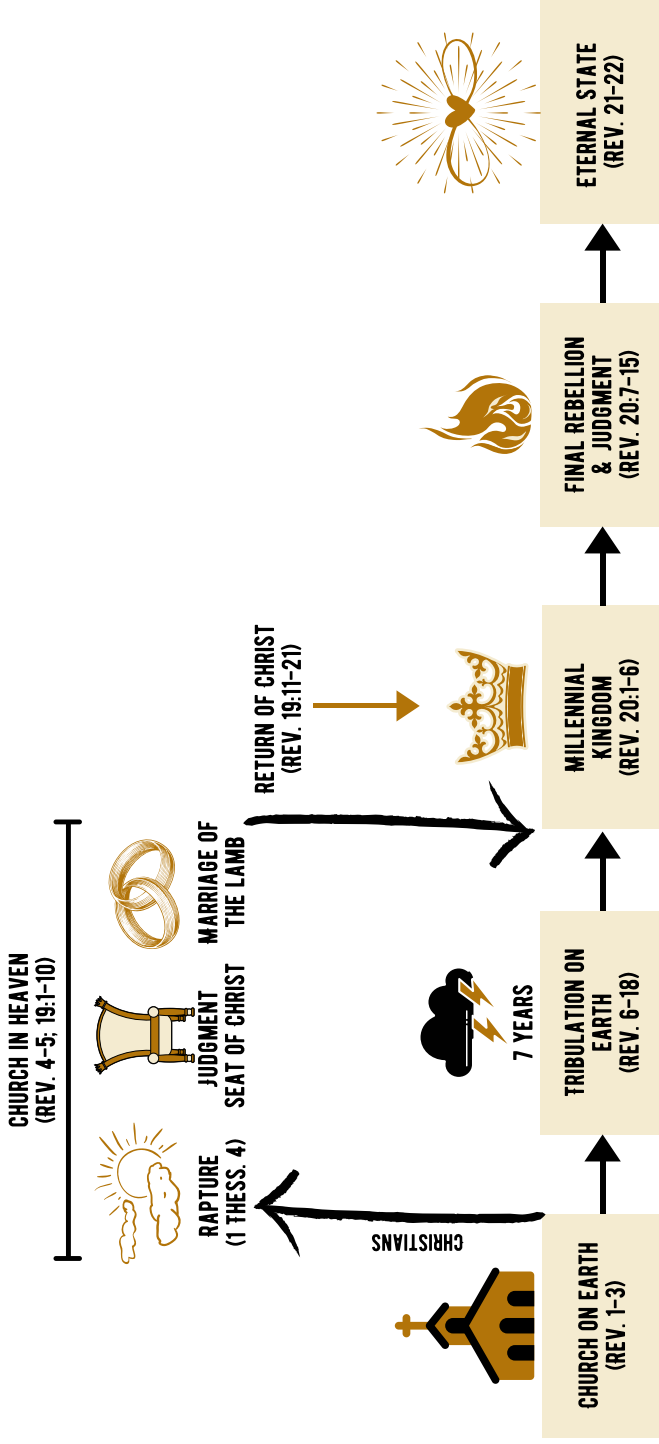 CHURCH IN HEAVEN
(REV. 4–5; 19:1–10)
RAPTURE
(1 THESS. 4)
JUDGMENT
SEAT OF CHRIST
MARRIAGE OF
THE LAMB
RETURN OF CHRIST
(REV. 19:11–21)
CHRISTIANS
7 YEARS
CHURCH ON EARTH
(REV. 1–3)
TRIBULATION ON
EARTH
(REV. 6–18)
MILLENNIAL
KINGDOM
(REV. 20:1–6)
FINAL REBELLION
& JUDGMENT
(REV. 20:7–15)
ETERNAL STATE
(REV. 21–22)